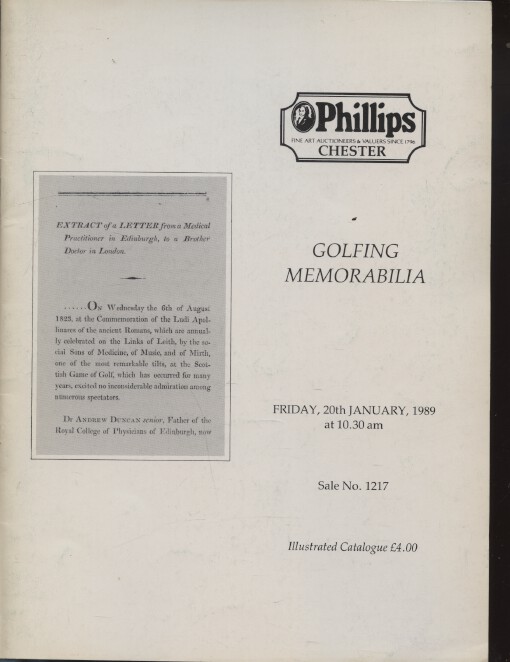 Phillips
FINE ART AUCTIONEERS & VALUERS SINCE 1796
CHESTER
GOLFING
MEMORABILIA
FRIDAY, 20th JANUARY, 1989
at 10.30 am
Sale No. 1217
Illustrated Catalogue £4.00
EXTRACT of a LETTER from a Medical
Practitioner in Edinburgh, to a Brother
Doctor in London.
......On Wednesday the 6th of August
1823, at the Commemoration of the Ludi Apol-
linares of the ancient Romans, which are annual-
ly celebrated on the Links of Leith, by the so-
cial Sons of Medicine, of Music, and of Mirth,
one of the most remarkable tilts, at the Scot-
tish Game of Golf, which has occurred for many
years, excited no inconsiderable admiration among
numerous spectators.
Dr ANDREW DUNCAN senior, Father of the
Royal College of Physicians of Edinburgh, now